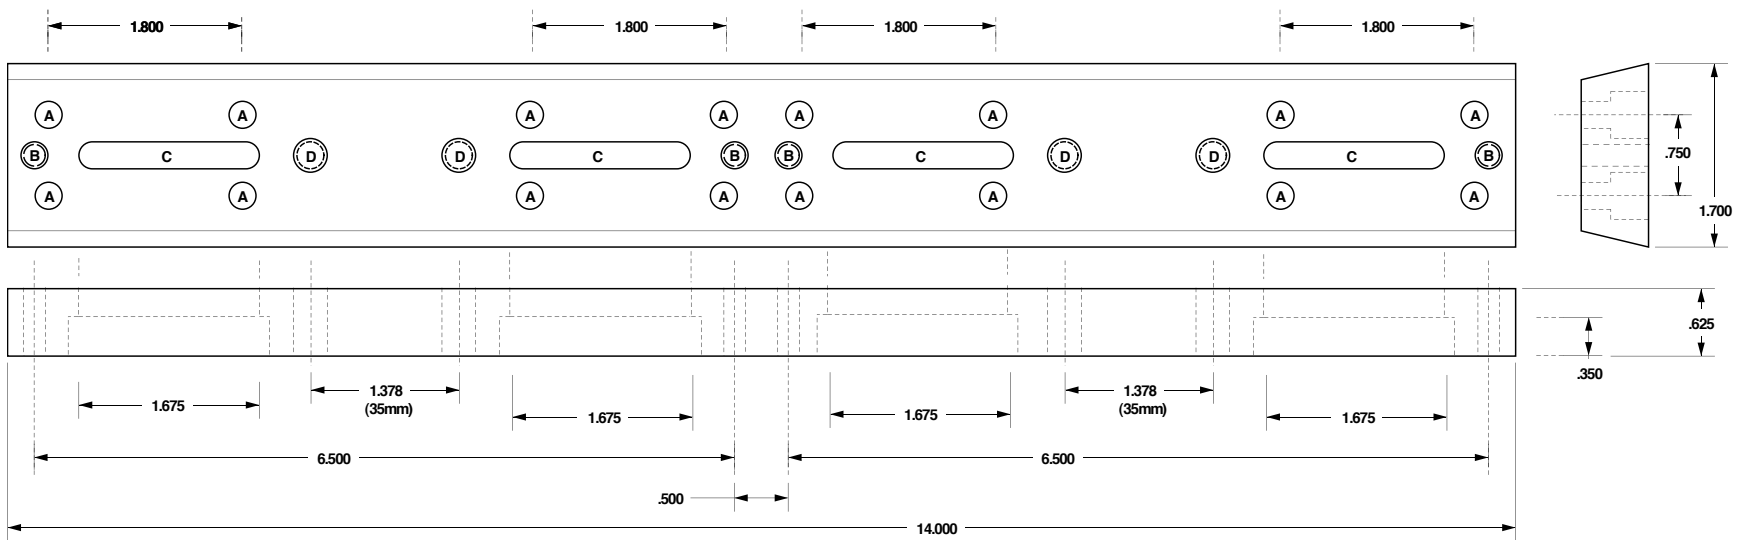 1.800 1.800 1.800 1.800
A A A A A A A A
.750
B C D D C B B C D D C B
A A A A A A A A
1.700
.625
.350
1.378 1.378
(35mm) (35mm)
1.675 1.675 1.675 1.675
6.500 6.500
.500
14.000